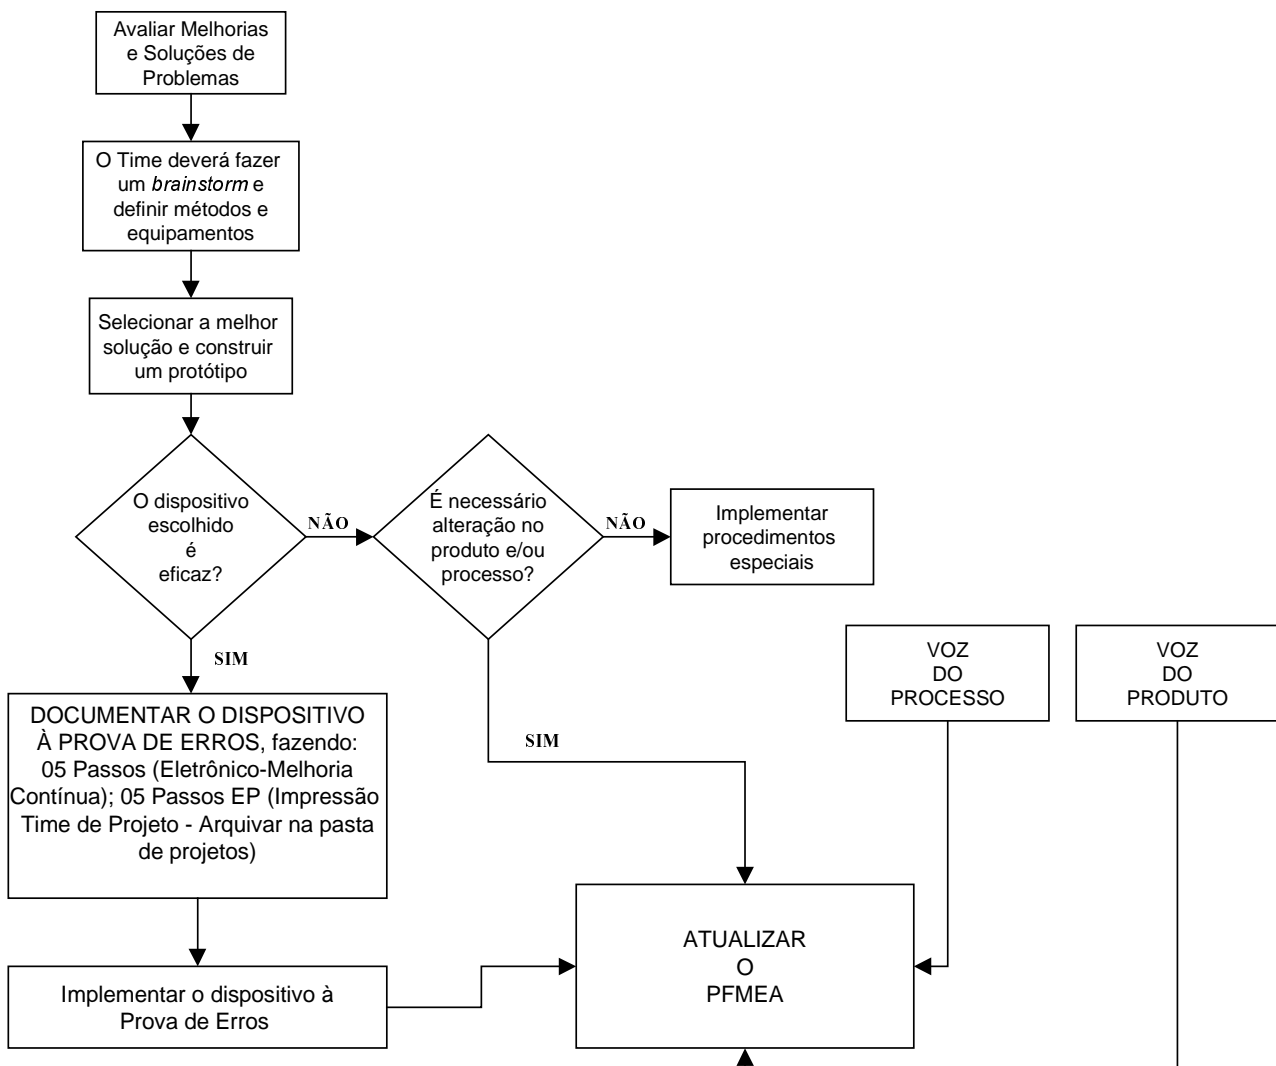 Avaliar Melhorias
e Soluções de
Problemas
O Time deverá fazer
um brainstorm e
definir métodos e
equipamentos
Selecionar a melhor
solução e construir
um protótipo
O dispositivo
escolhido
é
eficaz?
NÃO
É necessário
alteração no
produto e/ou
processo?
NÃO
Implementar
procedimentos
especiais
SIM
VOZ
DO
PROCESSO
VOZ
DO
PRODUTO
DOCUMENTAR O DISPOSITIVO
À PROVA DE ERROS, fazendo:
05 Passos (Eletrônico-Melhoria
Contínua); 05 Passos EP (Impressão
Time de Projeto - Arquivar na pasta
de projetos)
SIM
ATUALIZAR
O
PFMEA
Implementar o dispositivo à
Prova de Erros